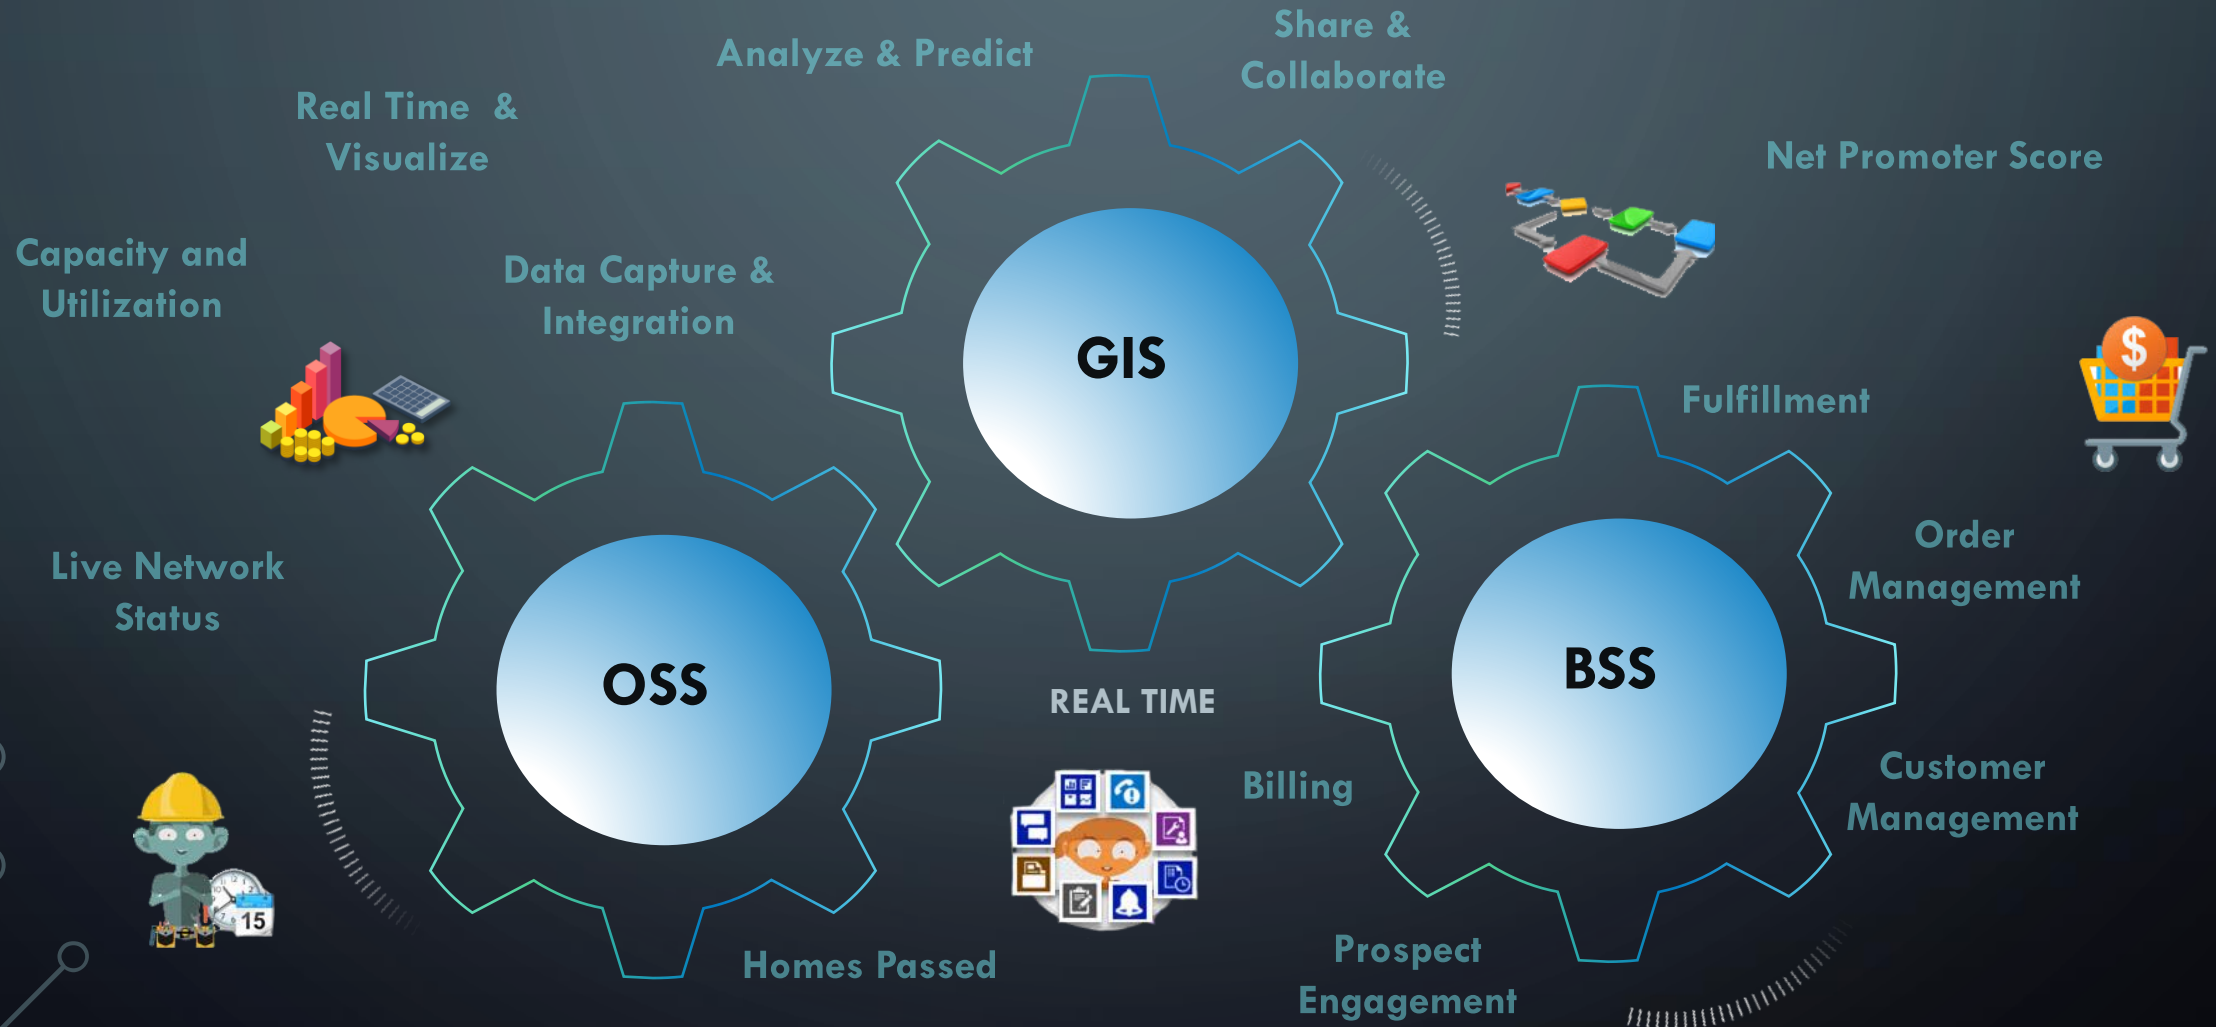 Share &
Collaborate
Analyze & Predict
Real Time &
Visualize
Net Promoter Score
Capacity and
Utilization
Data Capture &
Integration
GIS
Fulfillment
$
Order
Management
Live Network
Status
OSS
BSS
REAL TIME
Billing
Customer
Management
15
Homes Passed
Prospect
Engagement